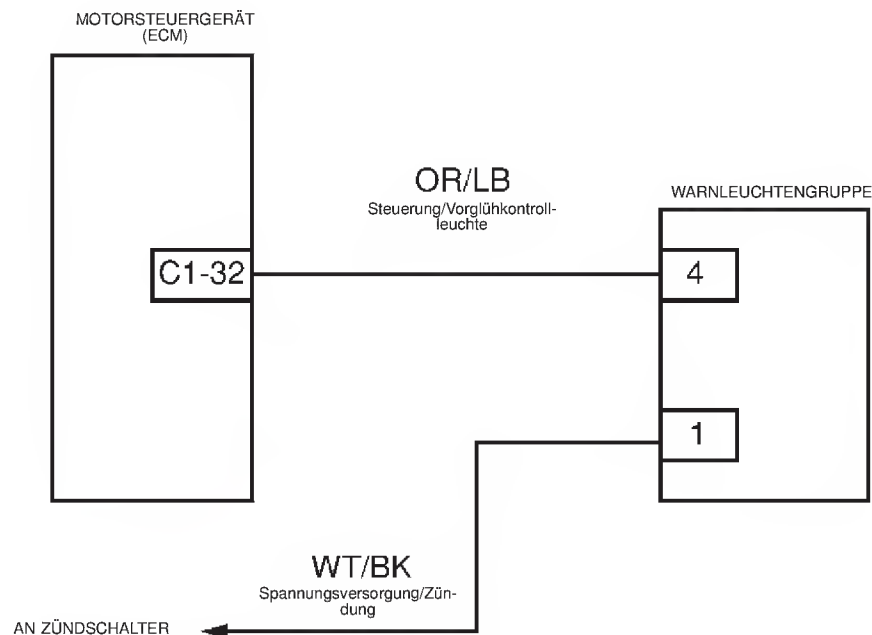 MOTORSTEUERGERÄT
(ECM)
OR/LB
Steuerung/Vorglühkontroll-
leuchte
WARNLEUCHTENGRUPPE
C1-32
4
1
WT/BK
Spannungsversorgung/Zün-
dung
AN ZÜNDSCHALTER